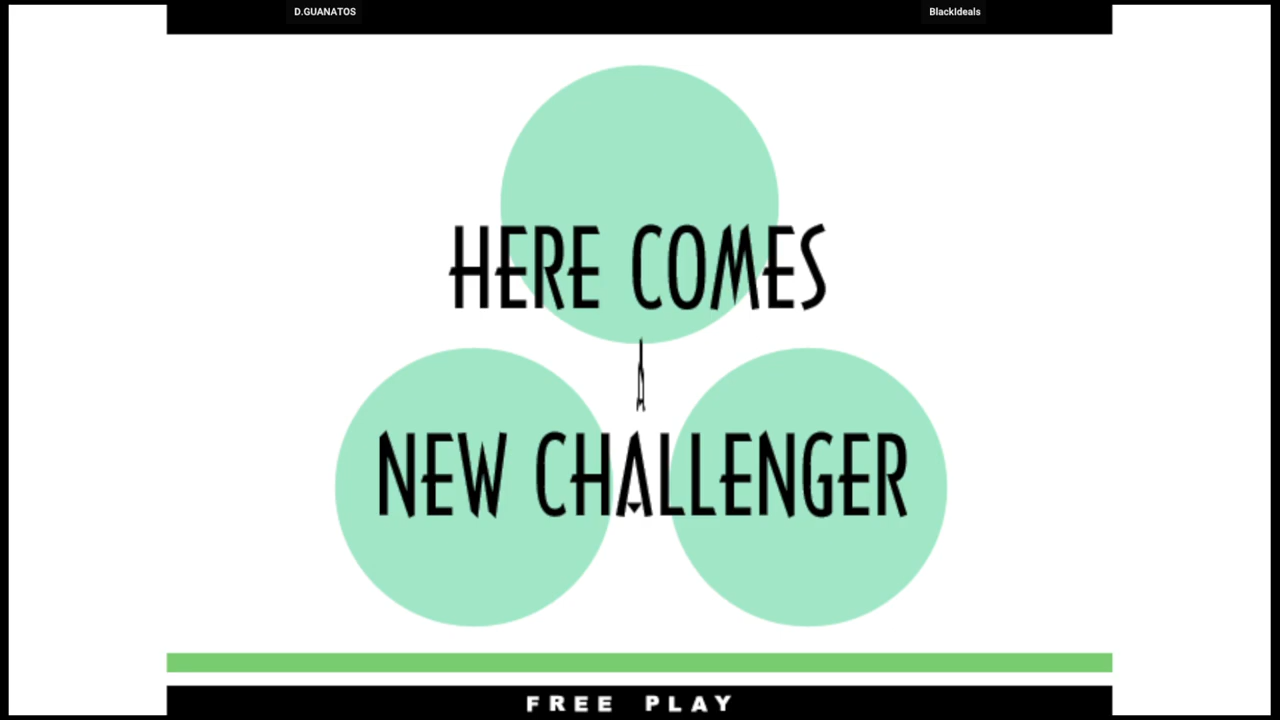 D.GUANATOS
BlackIdeals
HERE COMES
A
NEW CHALLENGER
FREE PLAY